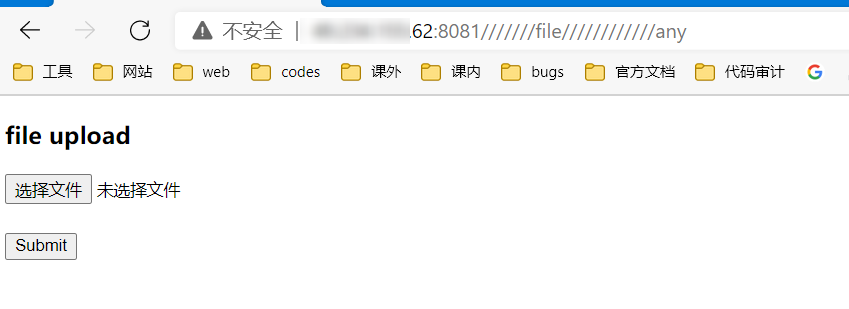 不安全 | .62:8081///////file////////////any
工具 网站 web codes 课外 课内 bugs 官方文档 代码审计
file upload
选择文件 未选择文件
Submit